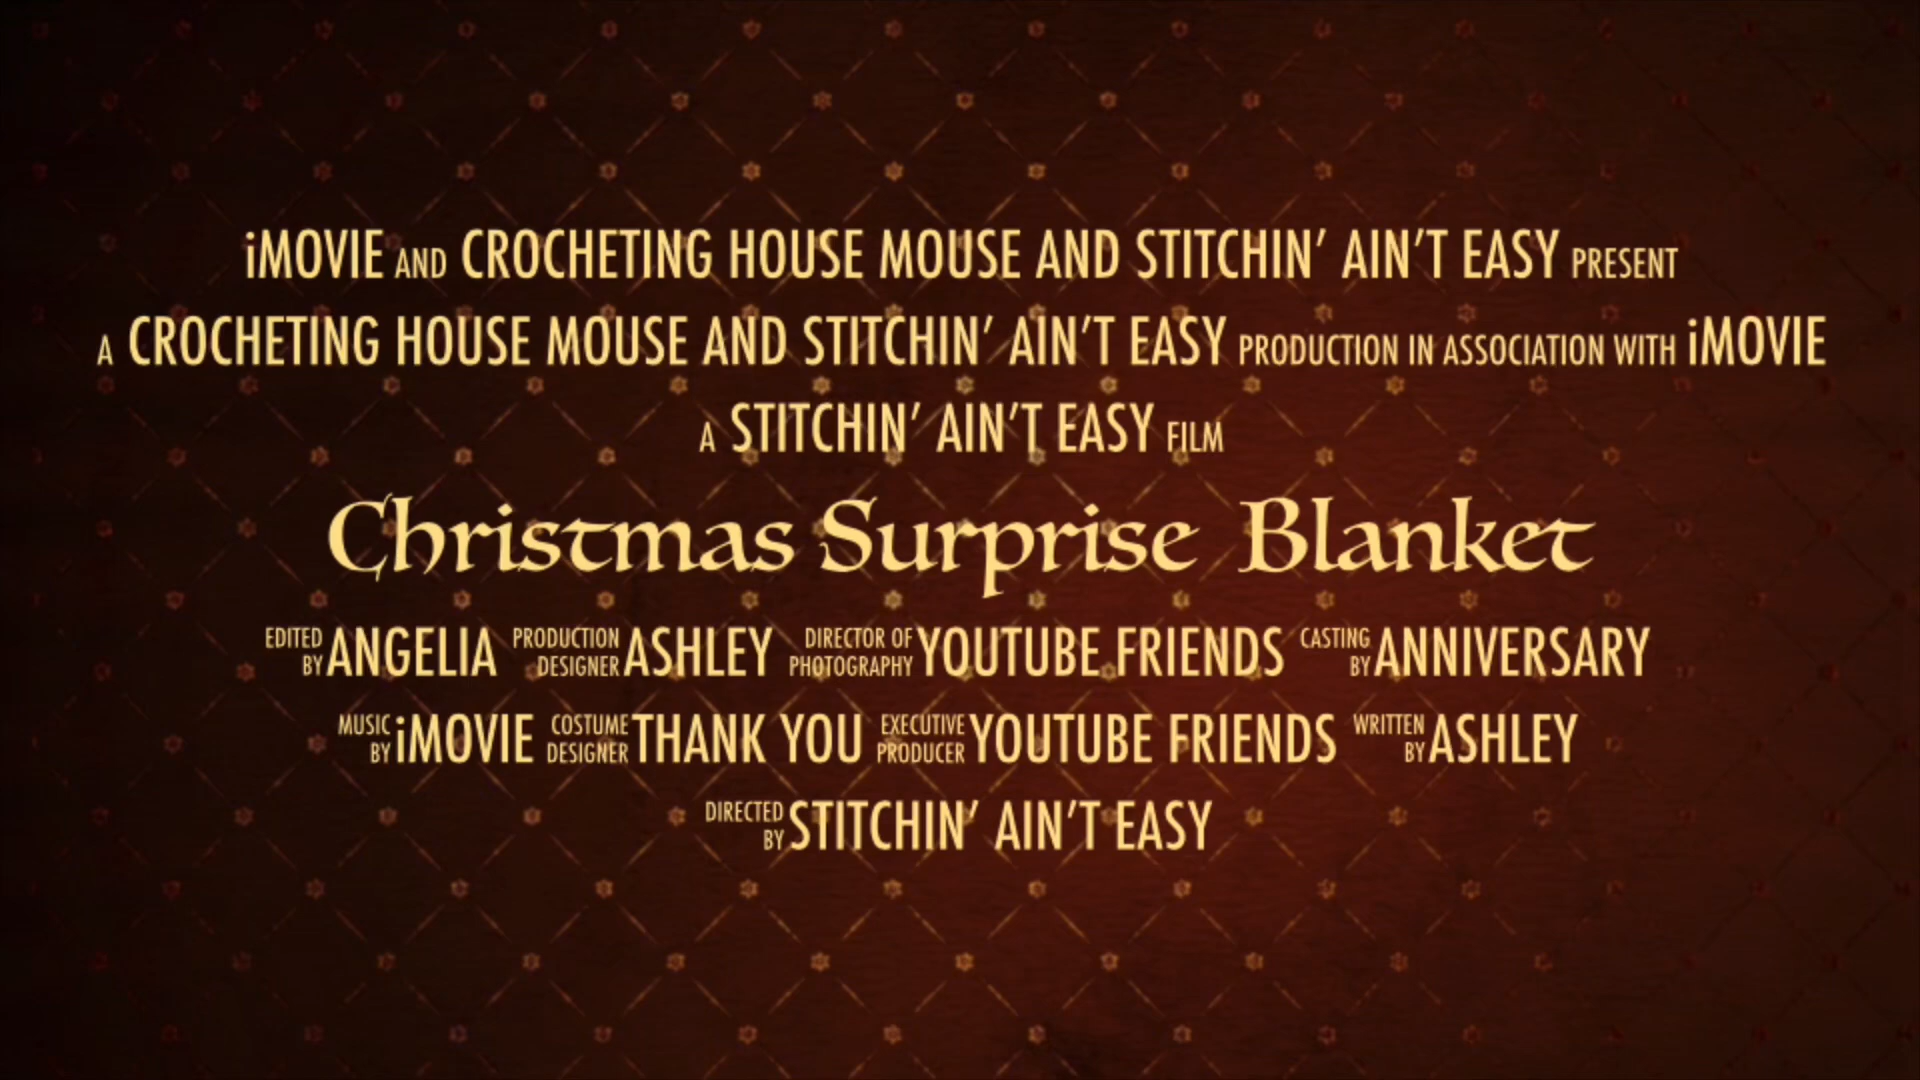 iMOVIE AND CROCHETING HOUSE MOUSE AND STITCHIN' AIN'T EASY PRESENT
A CROCHETING HOUSE MOUSE AND STITCHIN' AIN'T EASY PRODUCTION IN ASSOCIATION WITH iMOVIE
A STITCHIN' AIN'T EASY FILM
Christmas Surprise Blanket
EDITED BY ANGELIA PRODUCTION DESIGNER ASHLEY DIRECTOR OF PHOTOGRAPHY YOUTUBE FRIENDS CASTING BY ANNIVERSARY
MUSIC BY iMOVIE COSTUME DESIGNER THANK YOU EXECUTIVE PRODUCER YOUTUBE FRIENDS WRITTEN BY ASHLEY
DIRECTED BY STITCHIN' AIN'T EASY